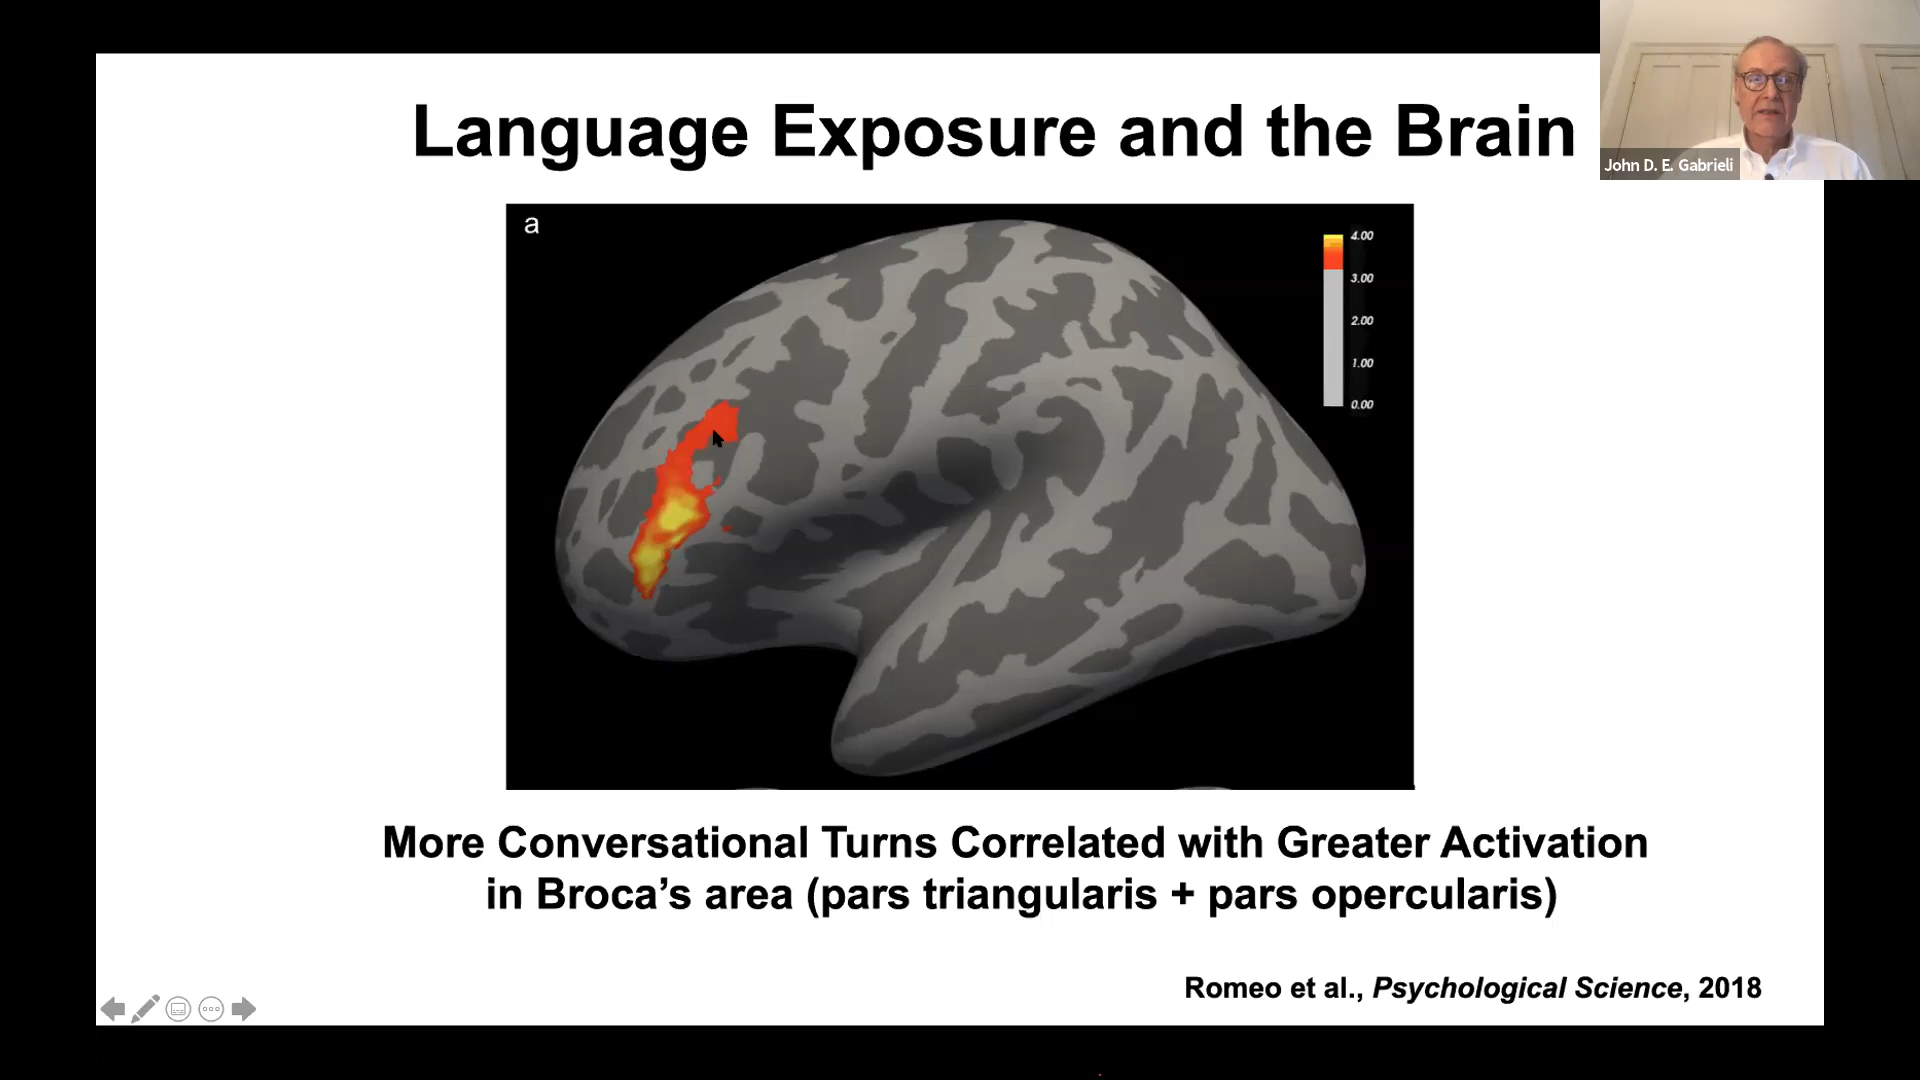 Language Exposure and the Brain
John D. E. Gabrieli
a
4.00
3.00
2.00
1.00
0.00
More Conversational Turns Correlated with Greater Activation
in Broca’s area (pars triangularis + pars opercularis)
Romeo et al., Psychological Science, 2018